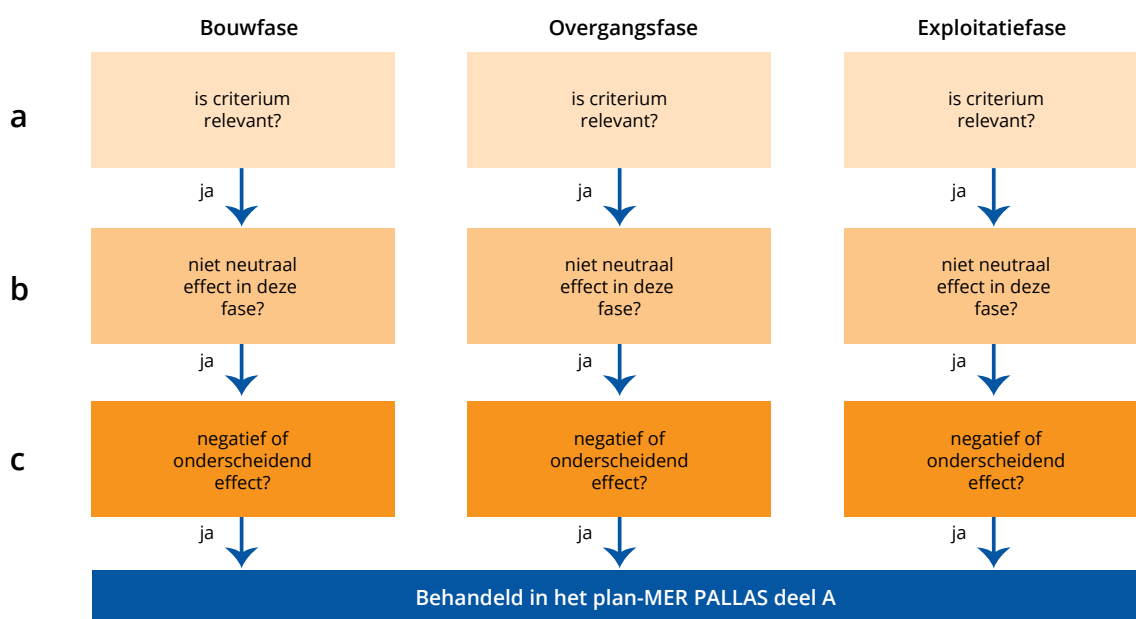 Bouwfase
Overgangsfase
Exploitatiefase
a
is criterium
relevant?
is criterium
relevant?
is criterium
relevant?
ja
ja
ja
b
niet neutraal
effect in deze
fase?
niet neutraal
effect in deze
fase?
niet neutraal
effect in deze
fase?
ja
ja
ja
c
negatief of
onderscheidend
effect?
negatief of
onderscheidend
effect?
negatief of
onderscheidend
effect?
ja
ja
ja
Behandeld in het plan-MER PALLAS deel A